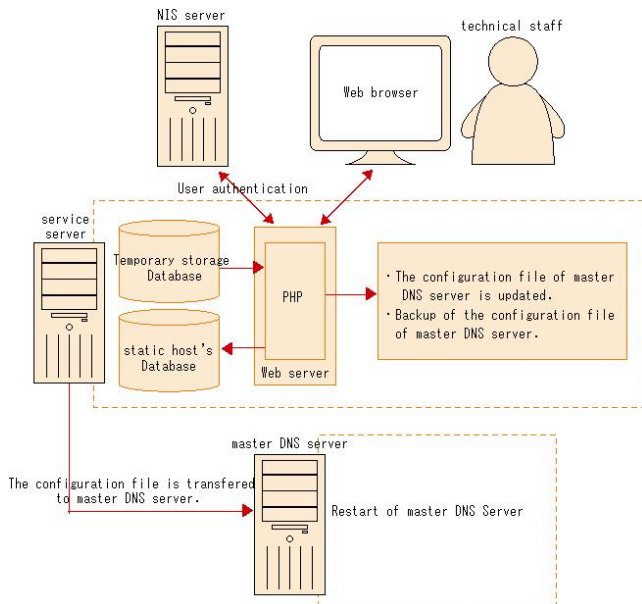 NIS server
technical staff
Web browser
User authentication
service
server
Temporary storage
Database
PHP
・The configuration file of master
DNS server is updated.
・Backup of the configuration file
of master DNS server.
static host's
Database
Web server
master DNS server
The configuration file is transfered
to master DNS server.
Restart of master DNS Server